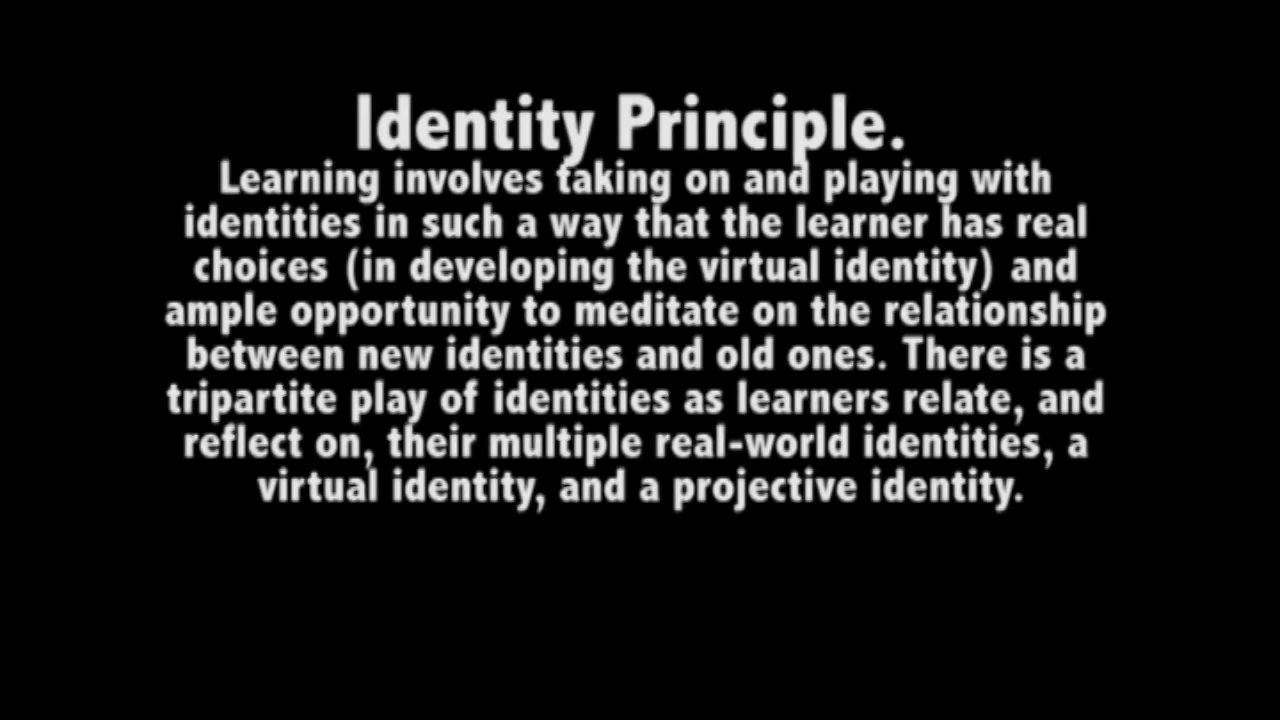 Identity Principle.
Learning involves taking on and playing with
identities in such a way that the learner has real
choices (in developing the virtual identity) and
ample opportunity to meditate on the relationship
between new identities and old ones. There is a
tripartite play of identities as learners relate, and
reflect on, their multiple real-world identities, a
virtual identity, and a projective identity.